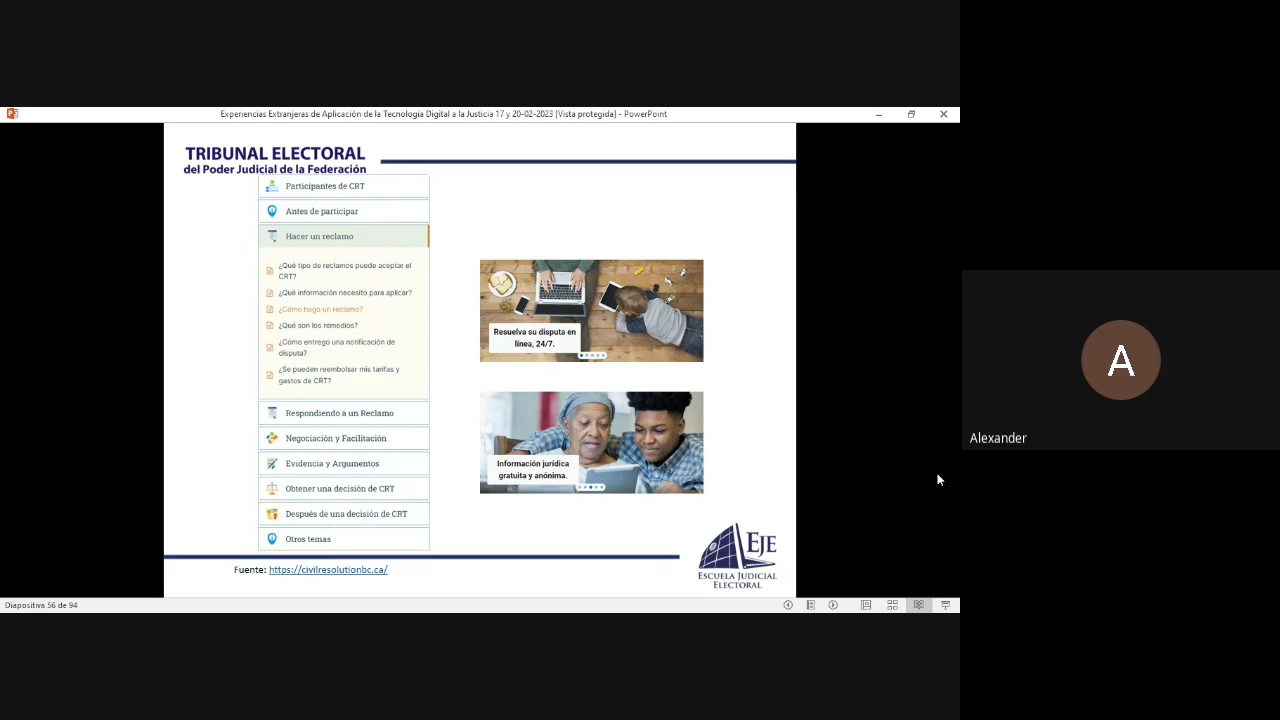 Experiencias Extranjeras de Aplicación de la Tecnología Digital a la Justicia 17 y 20-02-2023 [Vista protegida] - PowerPoint
TRIBUNAL ELECTORAL
del Poder Judicial de la Federación
Participantes de CRT
Antes de participar
Hacer un reclamo
¿Qué tipo de reclamos puede aceptar el
CRT?
¿Qué información necesito para aplicar?
¿Cómo hago un reclamo?
¿Qué son los remedios?
¿Cómo entrego una notificación de
disputa?
¿Se pueden reembolsar mis tarifas y
gastos de CRT?
Respondiendo a un Reclamo
Negociación y Facilitación
Evidencia y Argumentos
Obtener una decisión de CRT
Después de una decisión de CRT
Otros temas
Resuelva su disputa en
línea, 24/7.
Información jurídica
gratuita y anónima.
EJE
ESCUELA JUDICIAL
ELECTORAL
Fuente: https://civilresolutionbc.ca/
Diapositiva 56 de 94
A
Alexander